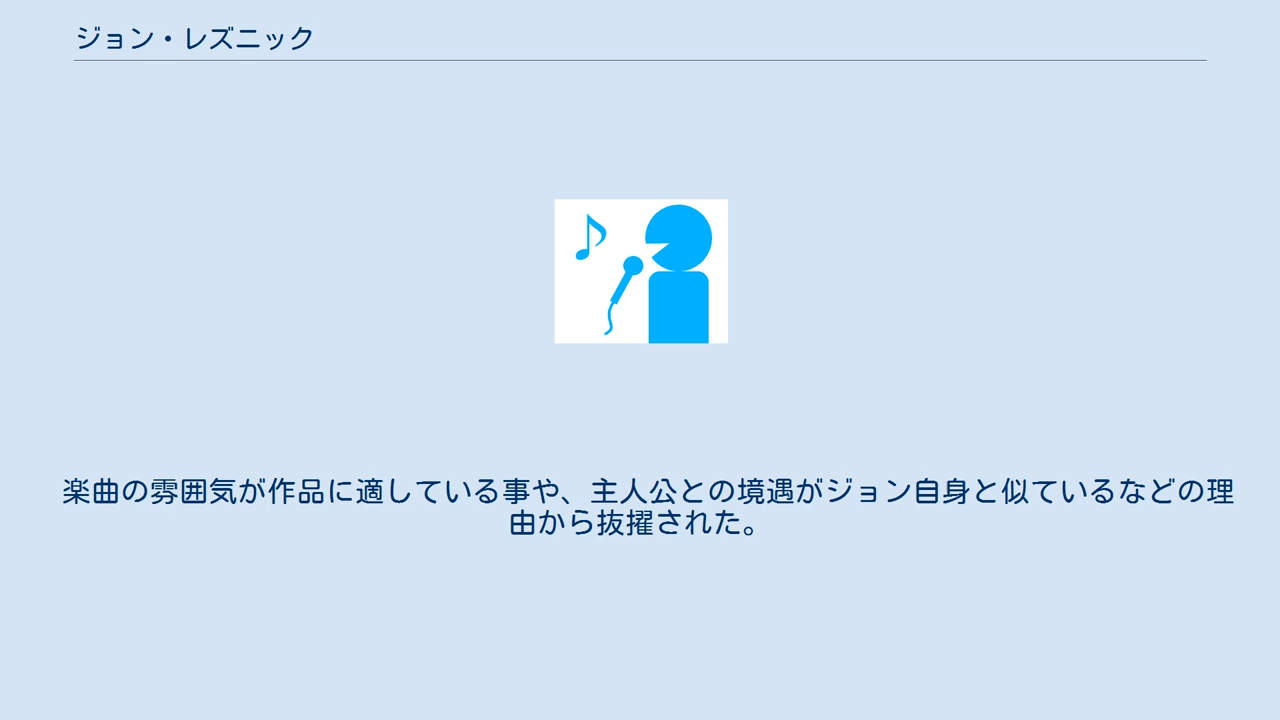 ジョン・レズニック
楽曲の雰囲気が作品に適している事や、主人公との境遇がジョン自身と似ているなどの理
由から抜擢された。